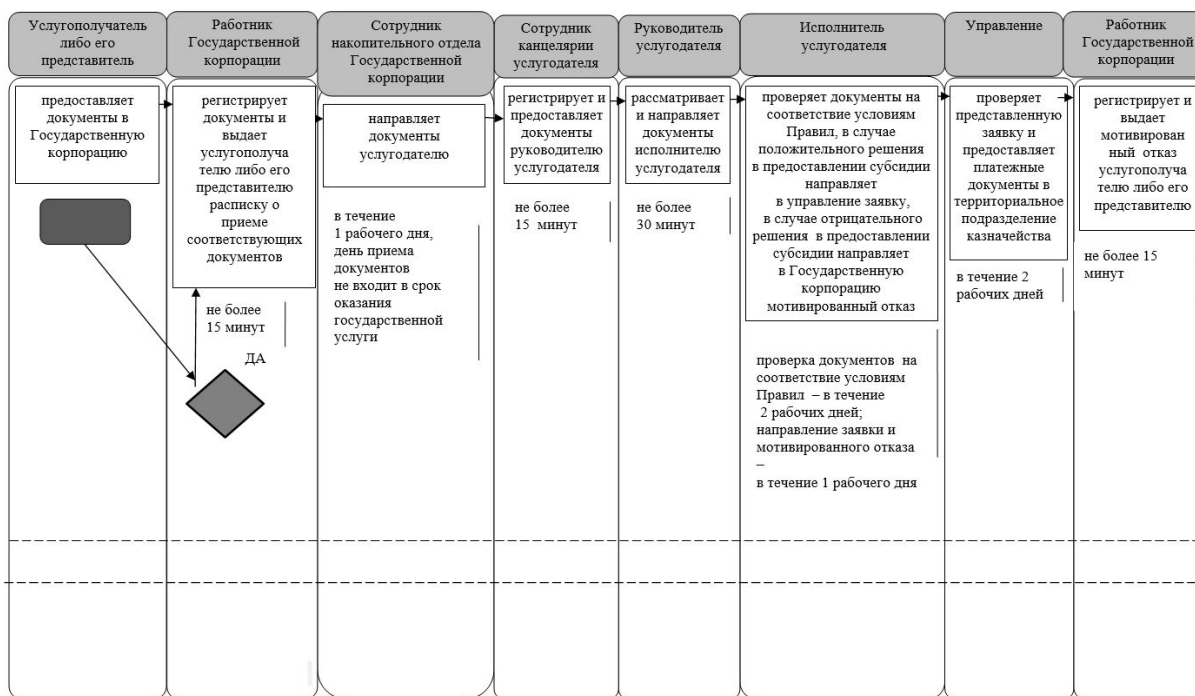 Услугополучатель
либо его
представитель
Работник
Государственной
корпорации
Сотрудник
накопительного отдела
Государственной
корпорации
Сотрудник
канцелярии
услугодателя
Руководитель
услугодателя
Исполнитель
услугодателя
Управление
Работник
Государственной
корпорации
предоставляет
документы в
Государственную
корпорацию
регистрирует
документы и
выдает
услугополуча
телю либо его
представителю
расписку о
приеме
соответствующих
документов
не более
15 минут
ДА
направляет
документы
услугодателю
в течение
1 рабочего дня,
день приема
документов
не входит в срок
оказания
государственной
услуги
регистрирует и
предоставляет
документы
руководителю
услугодателя
не более
15 минут
рассматривает
и направляет
документы
исполнителю
услугодателя
не более
30 минут
проверяет документы на
соответствие условиям
Правил, в случае
положительного решения
в предоставлении субсидии
направляет
в управление заявку,
в случае отрицательного
решения в предоставлении
субсидии направляет
в Государственную
корпорацию
мотивированный отказ
проверка документов на
соответствие условиям
Правил – в течение
2 рабочих дней;
направление заявки и
мотивированного отказа
–
в течение 1 рабочего дня
проверяет
представленную
заявку и
предоставляет
платежные
документы в
территориальное
подразделение
казначейства
в течение 2
рабочих дней
регистрирует и
выдает
мотивирован
ный отказ
услугополуча
телю либо его
представителю
не более 15
минут